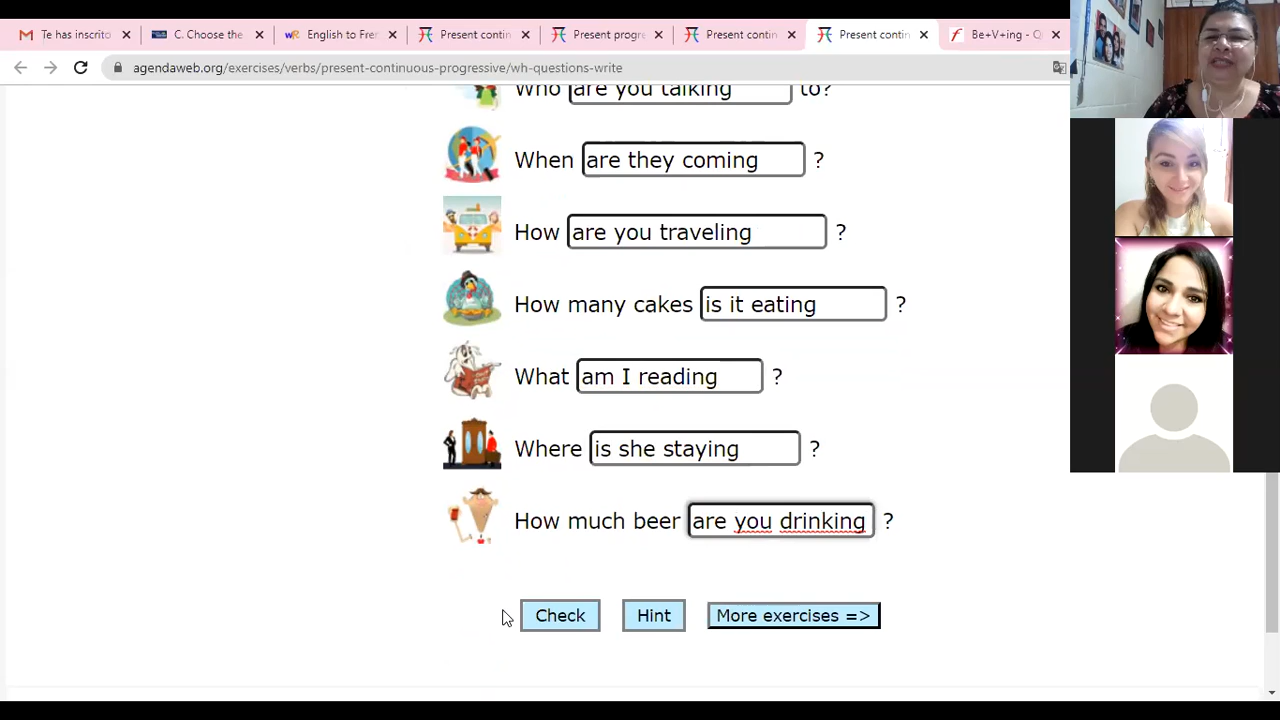 Te has inscrito
C. Choose the
English to Fre
Present contin
Present progre
Present contin
Present contin
Be+V+ing - Q
agendaweb.org/exercises/verbs/present-continuous-progressive/wh-questions-write
Who are you talking to?
When are they coming ?
How are you traveling ?
How many cakes is it eating ?
What am I reading ?
Where is she staying ?
How much beer are you drinking ?
Check Hint More exercises =>